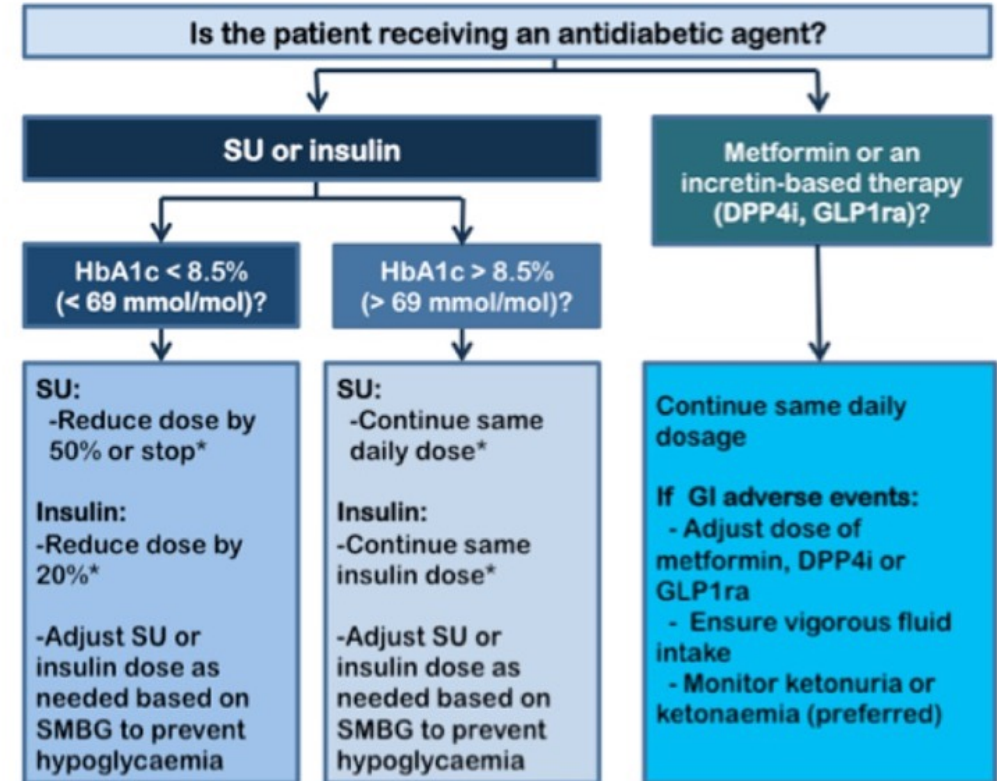 Is the patient receiving an antidiabetic agent?
SU or insulin
Metformin or an
incretin-based therapy
(DPP4i, GLP1ra)?
HbA1c < 8.5%
(< 69 mmol/mol)?
HbA1c > 8.5%
(> 69 mmol/mol)?
SU:
-Reduce dose by
50% or stop*
Insulin:
-Reduce dose by
20%*
-Adjust SU or
insulin dose as
needed based on
SMBG to prevent
hypoglycaemia
SU:
-Continue same
daily dose*
Insulin:
-Continue same
insulin dose*
-Adjust SU or
insulin dose as
needed based on
SMBG to prevent
hypoglycaemia
Continue same daily
dosage
If GI adverse events:
- Adjust dose of
metformin, DPP4i or
GLP1ra
- Ensure vigorous fluid
intake
- Monitor ketonuria or
ketonaemia (preferred)